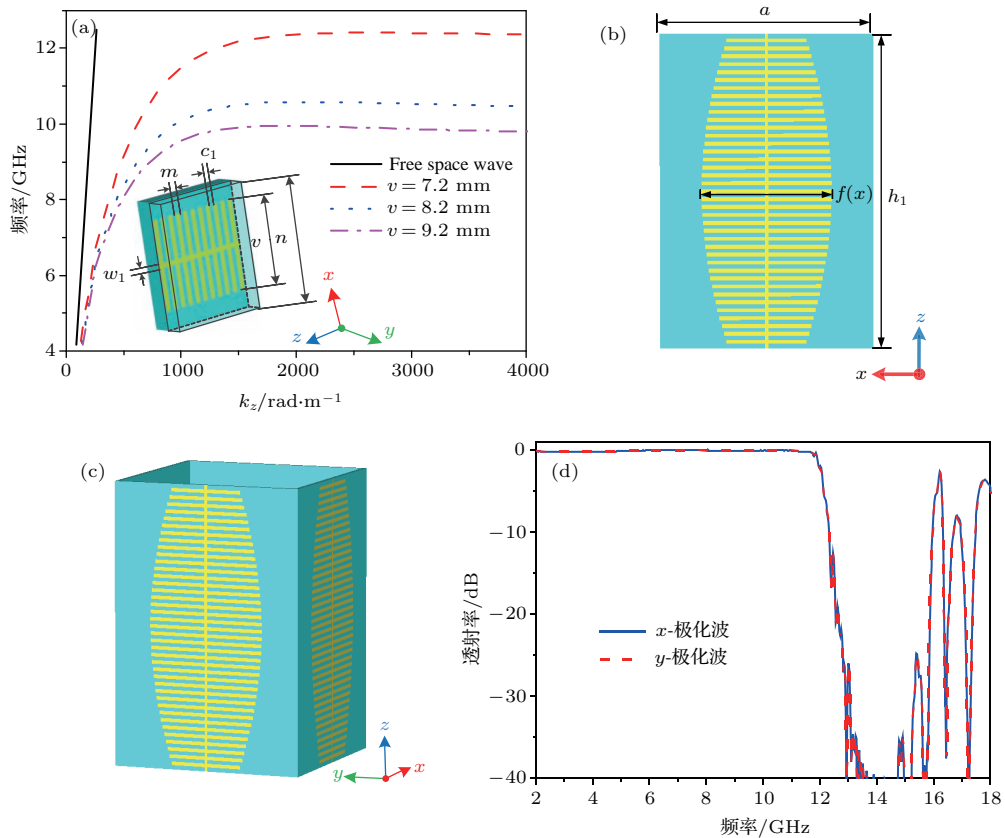 (a)
12
10
8
6
4
频率/GHz
0
1000
2000
3000
4000
k_z/rad·m⁻¹
Free space wave
v = 7.2 mm
v = 8.2 mm
v = 9.2 mm
m
c₁
w₁
v
n
x
z
y
(b)
a
f(x)
h₁
z
x
(c)
z
y
x
(d)
0
−10
−20
−30
−40
透射率/dB
x-极化波
y-极化波
2
4
6
8
10
12
14
16
18
频率/GHz